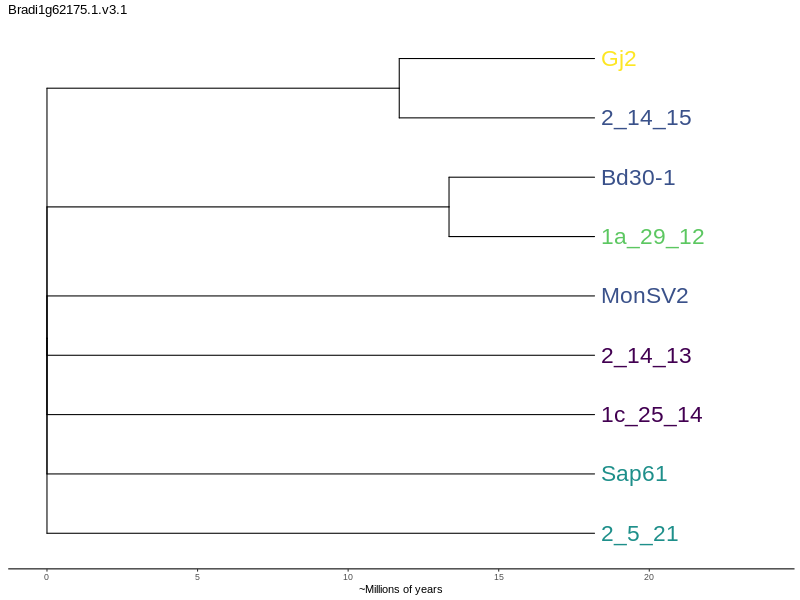 Bradi1g62175.1.v3.1
Gj2
2_14_15
Bd30-1
1a_29_12
MonSV2
2_14_13
1c_25_14
Sap61
2_5_21
0 5 10 15 20
~Millions of years